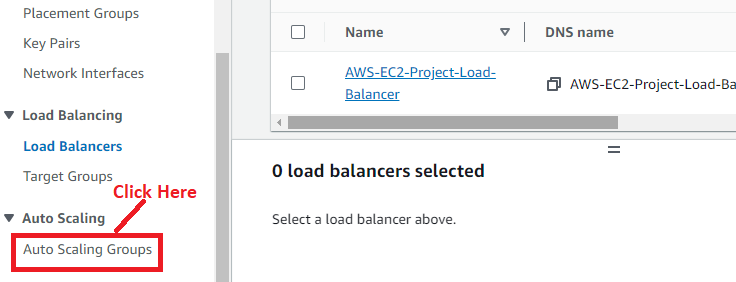 Placement Groups
Key Pairs
Network Interfaces
Load Balancing
Load Balancers
Target Groups
Click Here
Auto Scaling
Auto Scaling Groups
Name
DNS name
AWS-EC2-Project-Load-
Balancer
AWS-EC2-Project-Load-Ba
0 load balancers selected
Select a load balancer above.